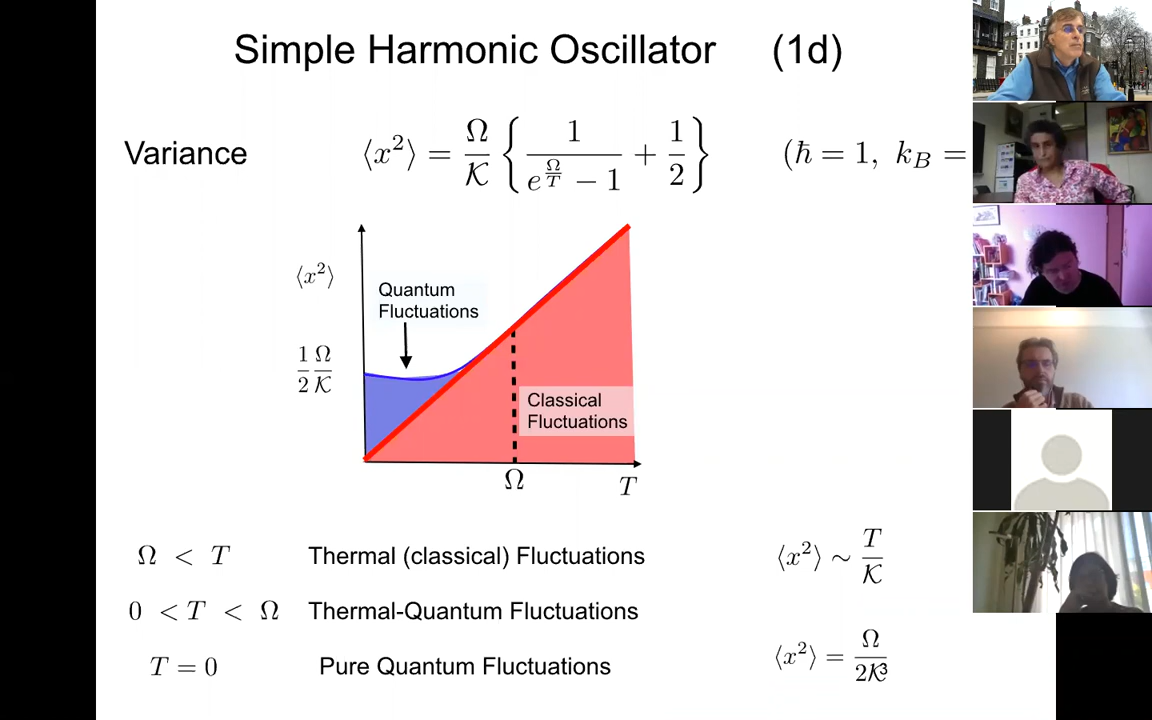 Simple Harmonic Oscillator (1d)
Variance ⟨x²⟩ = Ω/𝒦 { 1/(e^(Ω/T) − 1) + 1/2 } (ħ = 1, k_B =
⟨x²⟩
Quantum
Fluctuations
1/2 Ω/𝒦
Classical
Fluctuations
Ω
T
Ω < T Thermal (classical) Fluctuations ⟨x²⟩ ∼ T/𝒦
0 < T < Ω Thermal-Quantum Fluctuations
T = 0 Pure Quantum Fluctuations ⟨x²⟩ = Ω/2𝒦
3